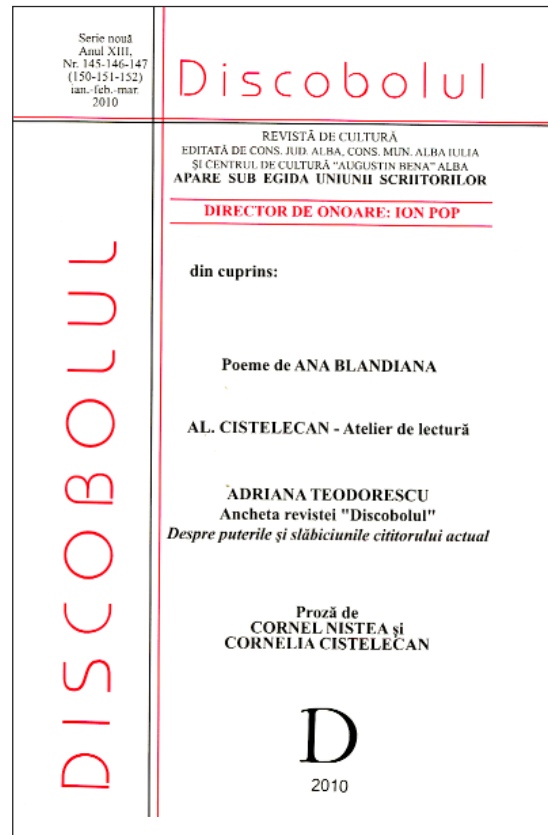 Serie nouă
Anul XIII,
Nr. 145-146-147
(150-151-152)
ian.-feb.-mar.
2010
Discobolul
REVISTĂ DE CULTURĂ
EDITATĂ DE CONS. JUD. ALBA, CONS. MUN. ALBA IULIA
ŞI CENTRUL DE CULTURĂ "AUGUSTIN BENA" ALBA
APARE SUB EGIDA UNIUNII SCRIITORILOR
DIRECTOR DE ONOARE: ION POP
DISCOBOLUL
din cuprins:
Poeme de ANA BLANDIANA
AL. CISTELECAN - Atelier de lectură
ADRIANA TEODORESCU
Ancheta revistei "Discobolul"
Despre puterile şi slăbiciunile cititorului actual
Proză de
CORNEL NISTEA şi
CORNELIA CISTELECAN
D
2010